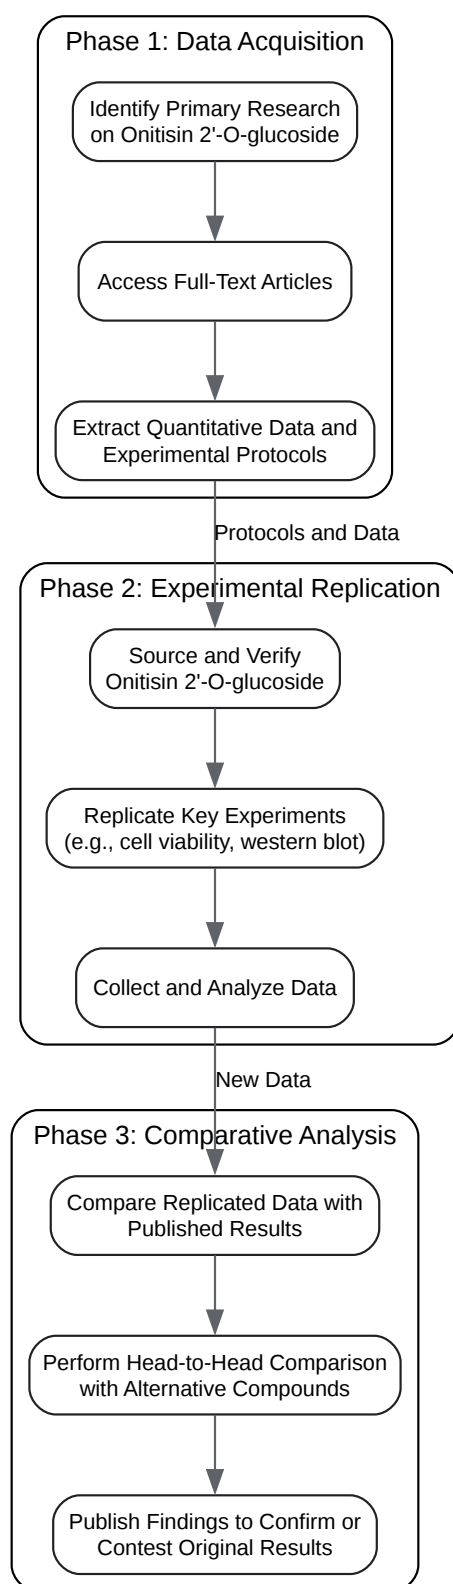 Phase 1: Data Acquisition
Identify Primary Research
on Onitisin 2'-O-glucoside
Access Full-Text Articles
Extract Quantitative Data and
Experimental Protocols
Protocols and Data
Phase 2: Experimental Replication
Source and Verify
Onitisin 2'-O-glucoside
Replicate Key Experiments
(e.g., cell viability, western blot)
Collect and Analyze Data
New Data
Phase 3: Comparative Analysis
Compare Replicated Data with
Published Results
Perform Head-to-Head Comparison
with Alternative Compounds
Publish Findings to Confirm or
Contest Original Results